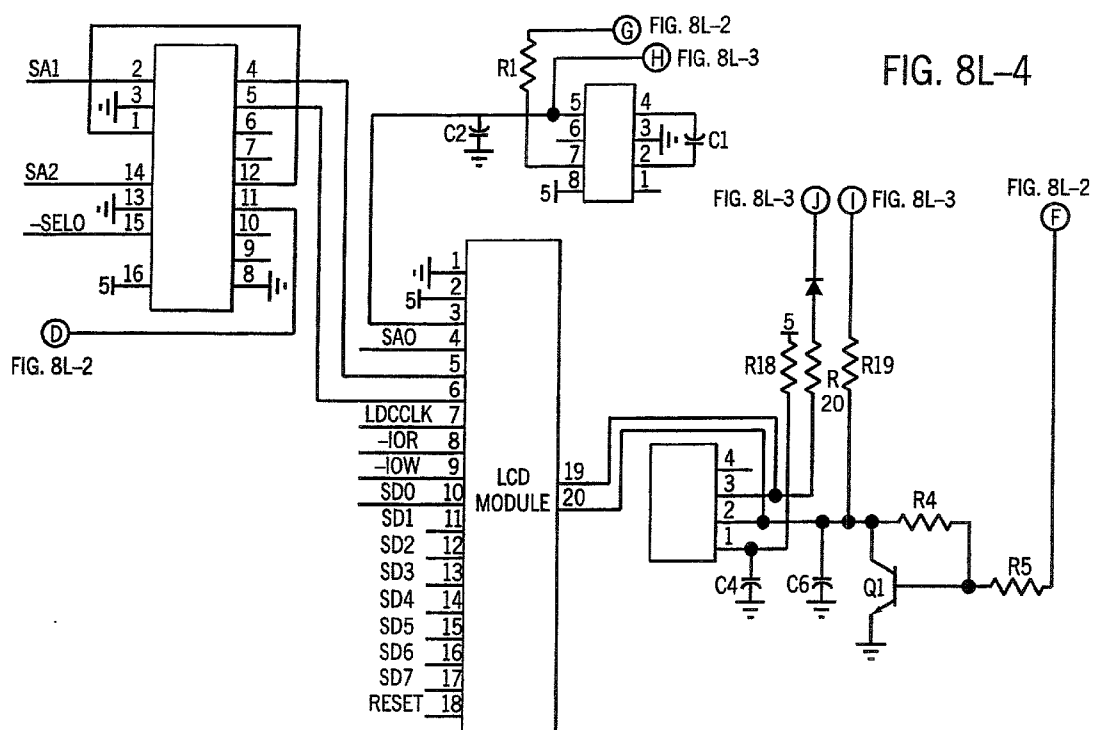 FIG. 8L–4
G FIG. 8L–2
H FIG. 8L–3
R1
C2
5
6
7
8
5
4
3
2
1
C1
SA1
2
3
1
SA2
14
13
–SELO
15
16
5
4
5
6
7
12
11
10
9
8
D
FIG. 8L–2
1
5
2
3
SAO 4
5
6
LDCCLK 7
–IOR 8
–IOW 9
SD0 10
SD1 11
SD2 12
SD3 13
SD4 14
SD5 15
SD6 16
SD7 17
RESET 18
LCD
MODULE
19
20
FIG. 8L–3 J
I FIG. 8L–3
FIG. 8L–2
F
5
R18
R
20
R19
4
3
2
1
C4
C6
R4
Q1
R5